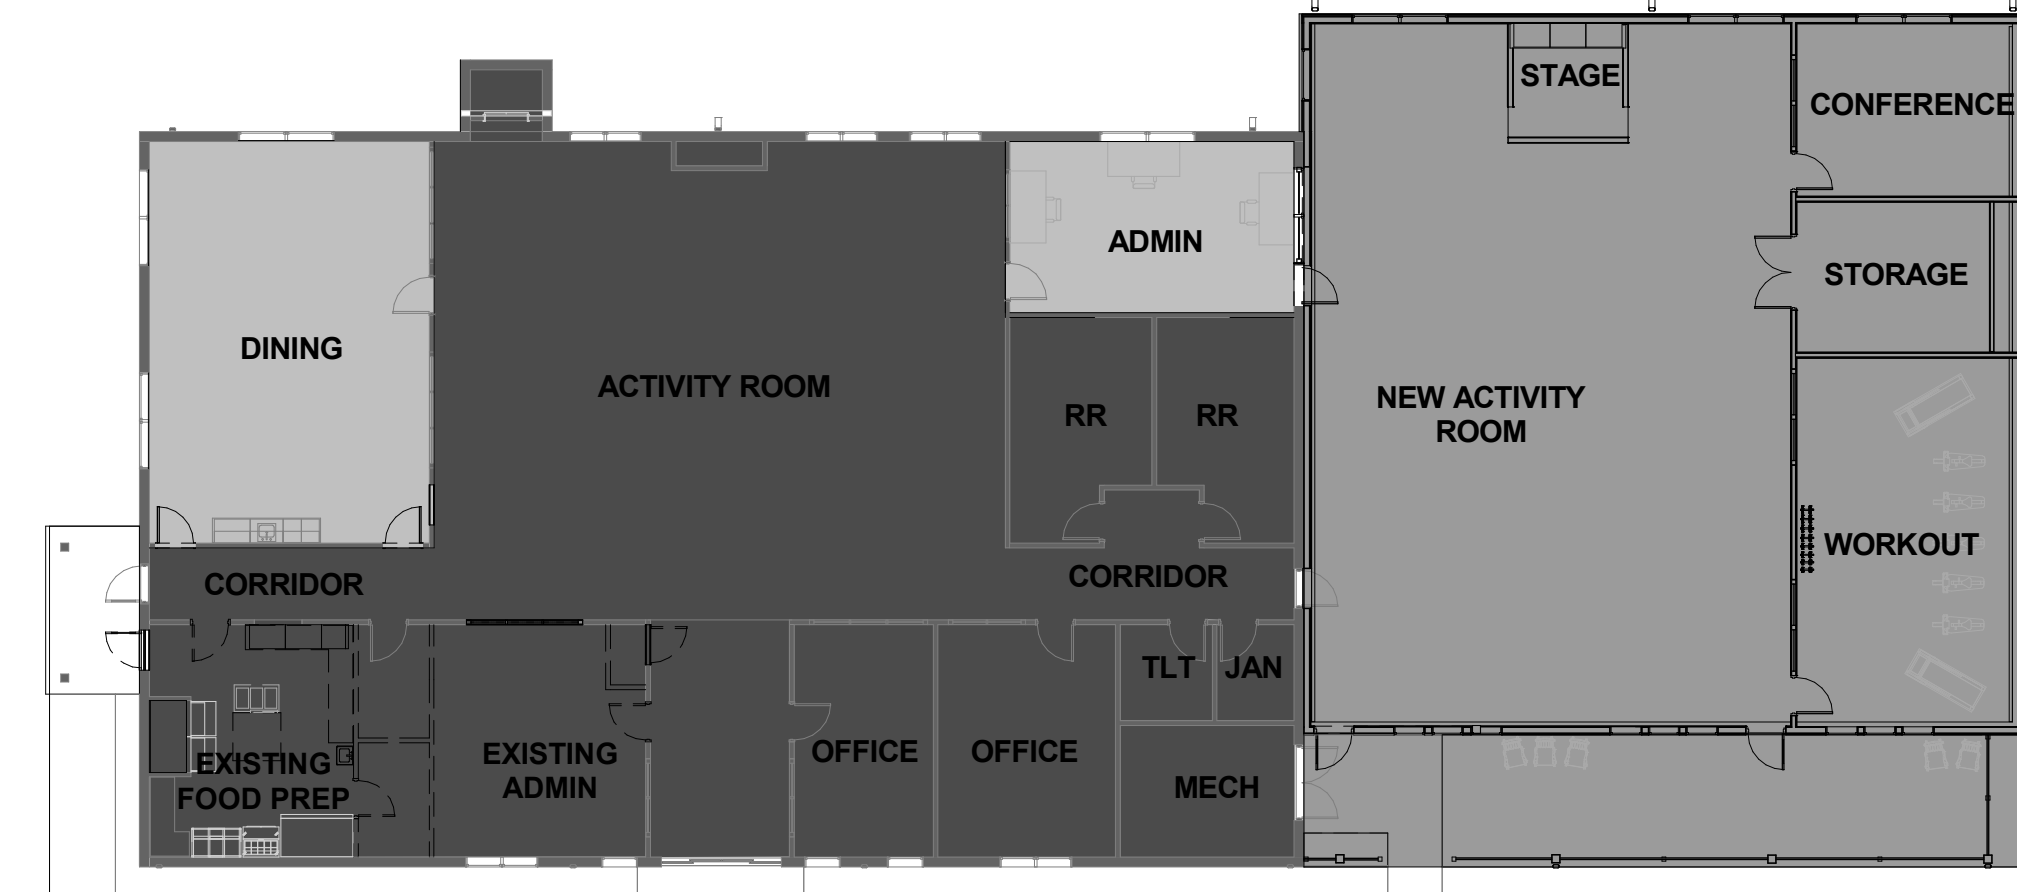 STAGE
CONFERENCE
ADMIN
STORAGE
DINING
ACTIVITY ROOM
RR
RR
NEW ACTIVITY
ROOM
WORKOUT
CORRIDOR
CORRIDOR
TLT
JAN
EXISTING
FOOD PREP
EXISTING
ADMIN
OFFICE
OFFICE
MECH